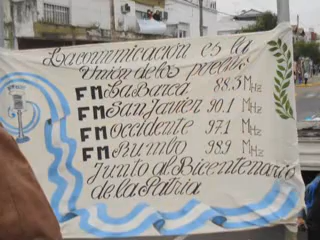 La comunicación es la
Unión de los pueblos
FM La Barca 88.5 MHz
FM San Javier 90.1 MHz
FM Occidente 97.1 MHz
FM Rumbo 98.9 MHz
Junto al Bicentenario
de la Patria